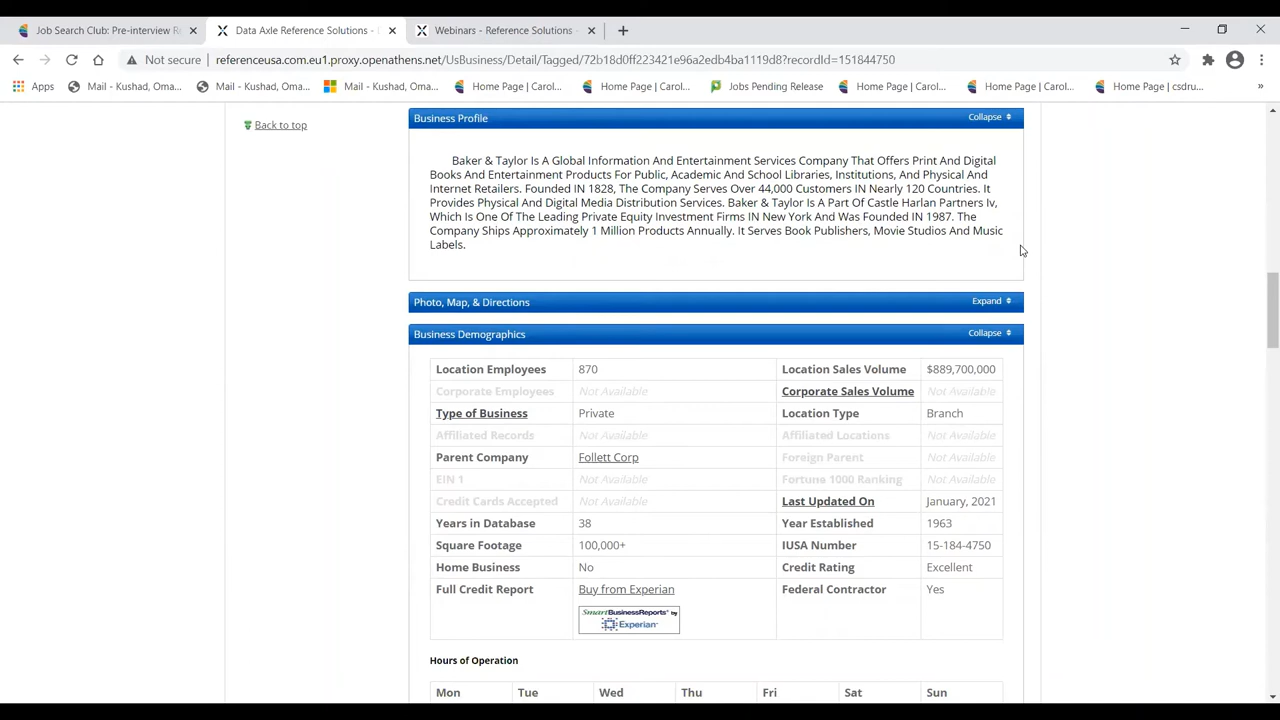 Job Search Club: Pre-interview R
Data Axle Reference Solutions -
Webinars - Reference Solutions -
Not secure
referenceusa.com.eu1.proxy.openathens.net/UsBusiness/Detail/Tagged/72b18d0ff223421e96a2edb4ba1119d8?recordId=151844750
Apps
Mail - Kushad, Oma...
Mail - Kushad, Oma...
Mail - Kushad, Oma...
Home Page | Carol...
Home Page | Carol...
Jobs Pending Release
Home Page | Carol...
Home Page | Carol...
Home Page | csdru...
Back to top
Business Profile
Collapse
Baker & Taylor Is A Global Information And Entertainment Services Company That Offers Print And Digital
Books And Entertainment Products For Public, Academic And School Libraries, Institutions, And Physical And
Internet Retailers. Founded IN 1828, The Company Serves Over 44,000 Customers IN Nearly 120 Countries. It
Provides Physical And Digital Media Distribution Services. Baker & Taylor Is A Part Of Castle Harlan Partners Iv,
Which Is One Of The Leading Private Equity Investment Firms IN New York And Was Founded IN 1987. The
Company Ships Approximately 1 Million Products Annually. It Serves Book Publishers, Movie Studios And Music
Labels.
Photo, Map, & Directions
Expand
Business Demographics
Collapse
Location Employees 870 Location Sales Volume $889,700,000
Corporate Employees Not Available Corporate Sales Volume Not Available
Type of Business Private Location Type Branch
Affiliated Records Not Available Affiliated Locations Not Available
Parent Company Follett Corp Foreign Parent Not Available
EIN 1 Not Available Fortune 1000 Ranking Not Available
Credit Cards Accepted Not Available Last Updated On January, 2021
Years in Database 38 Year Established 1963
Square Footage 100,000+ IUSA Number 15-184-4750
Home Business No Credit Rating Excellent
Full Credit Report Buy from Experian Federal Contractor Yes
SmartBusinessReports by
Experian
Hours of Operation
Mon Tue Wed Thu Fri Sat Sun